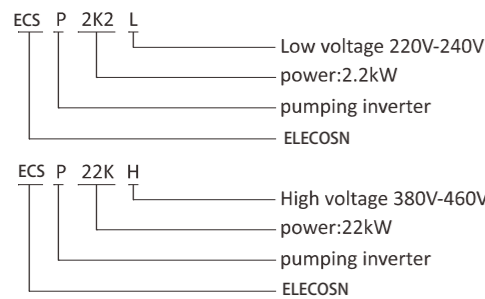 ECS P 2K2 L
Low voltage 220V-240V
power:2.2kW
pumping inverter
ELECOSN
ECS P 22K H
High voltage 380V-460V
power:22kW
pumping inverter
ELECOSN